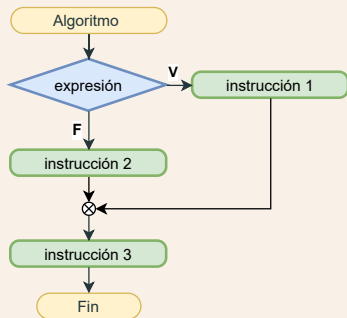 Algoritmo
expresión
V
instrucción 1
F
instrucción 2
instrucción 3
Fin